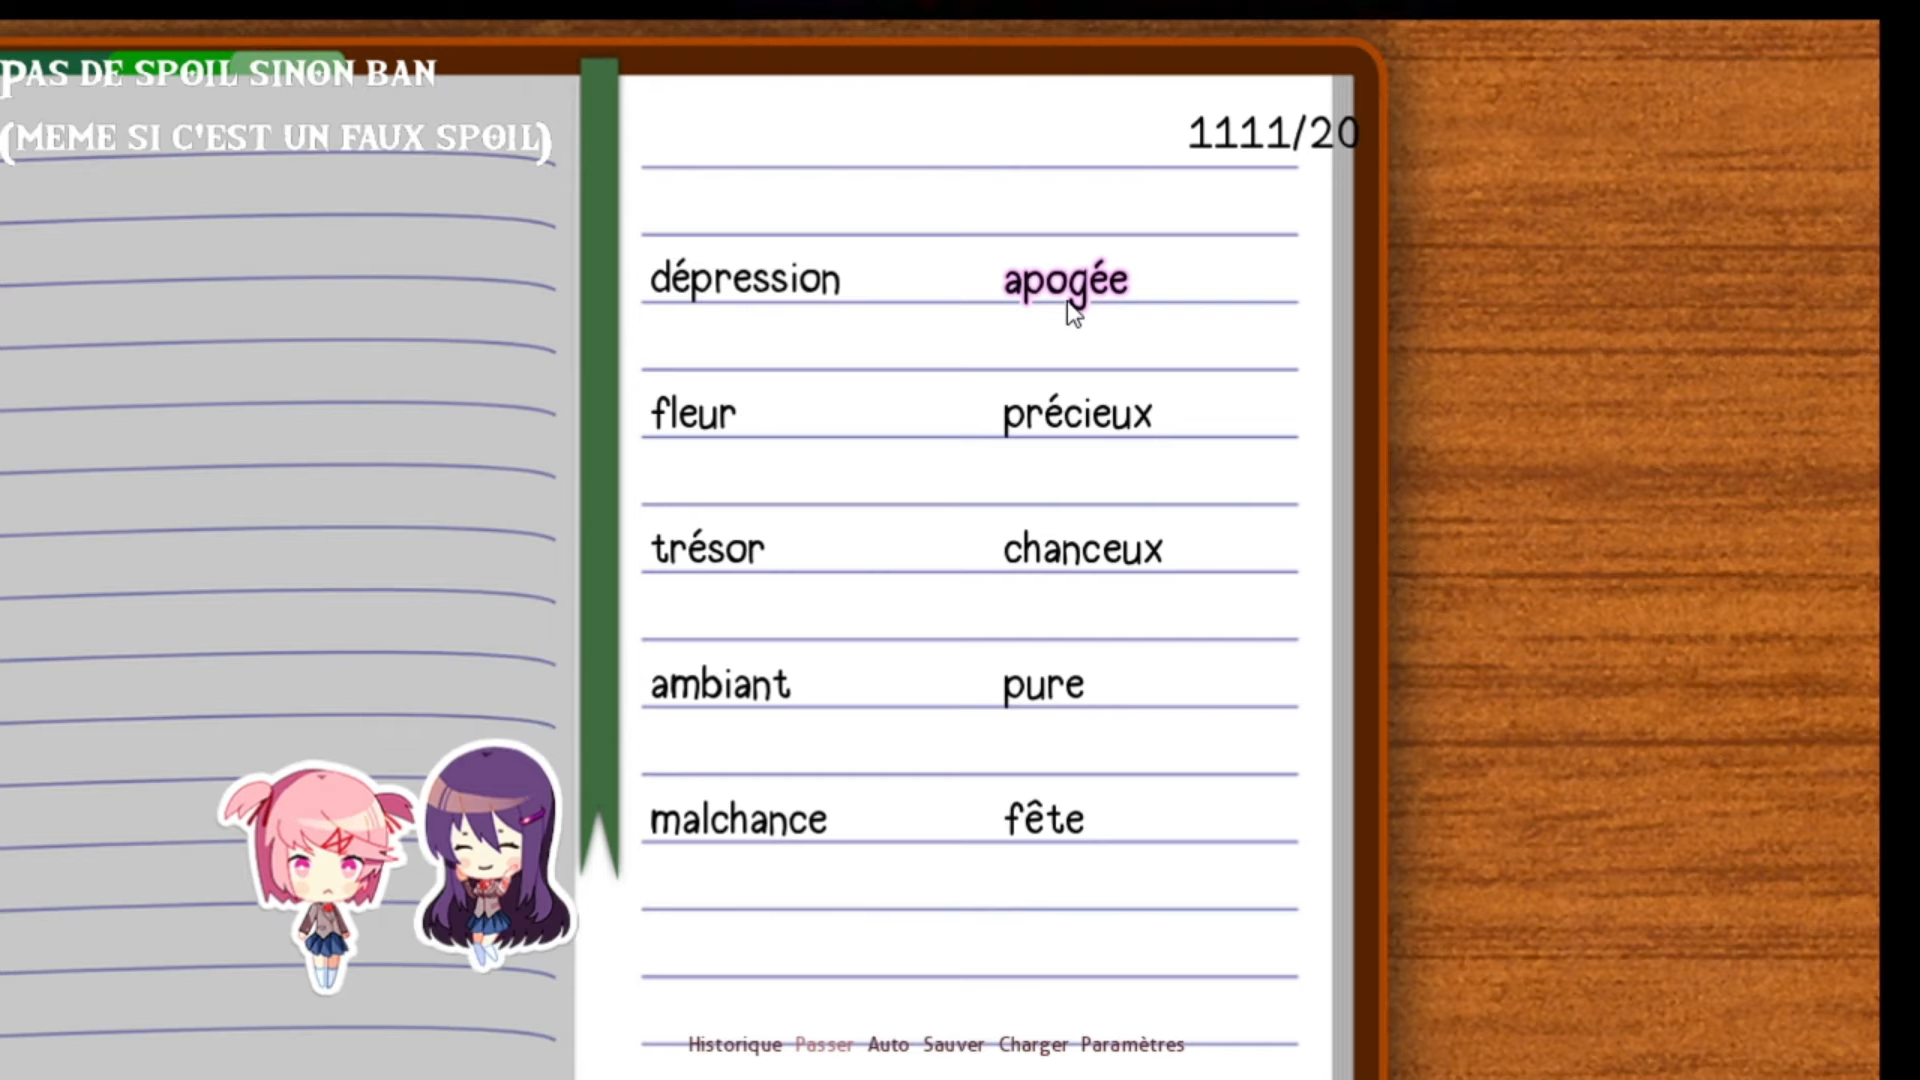 PAS DE SPOIL SINON BAN
(MEME SI C'EST UN FAUX SPOIL)
1111/20
dépression apogée
fleur précieux
trésor chanceux
ambiant pure
malchance fête
Historique Passer Auto Sauver Charger Paramètres